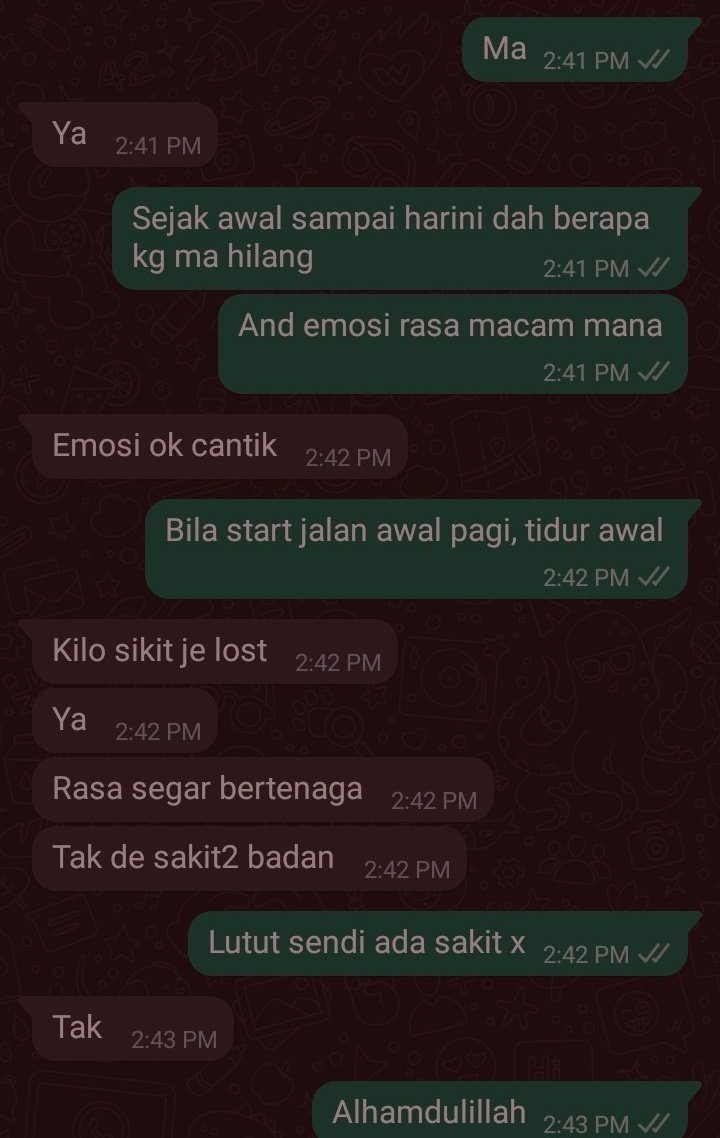 Ma 2:41 PM
Ya 2:41 PM
Sejak awal sampai harini dah berapa
kg ma hilang 2:41 PM
And emosi rasa macam mana
2:41 PM
Emosi ok cantik 2:42 PM
Bila start jalan awal pagi, tidur awal
2:42 PM
Kilo sikit je lost 2:42 PM
Ya 2:42 PM
Rasa segar bertenaga 2:42 PM
Tak de sakit2 badan 2:42 PM
Lutut sendi ada sakit x 2:42 PM
Tak 2:43 PM
Alhamdulillah 2:43 PM